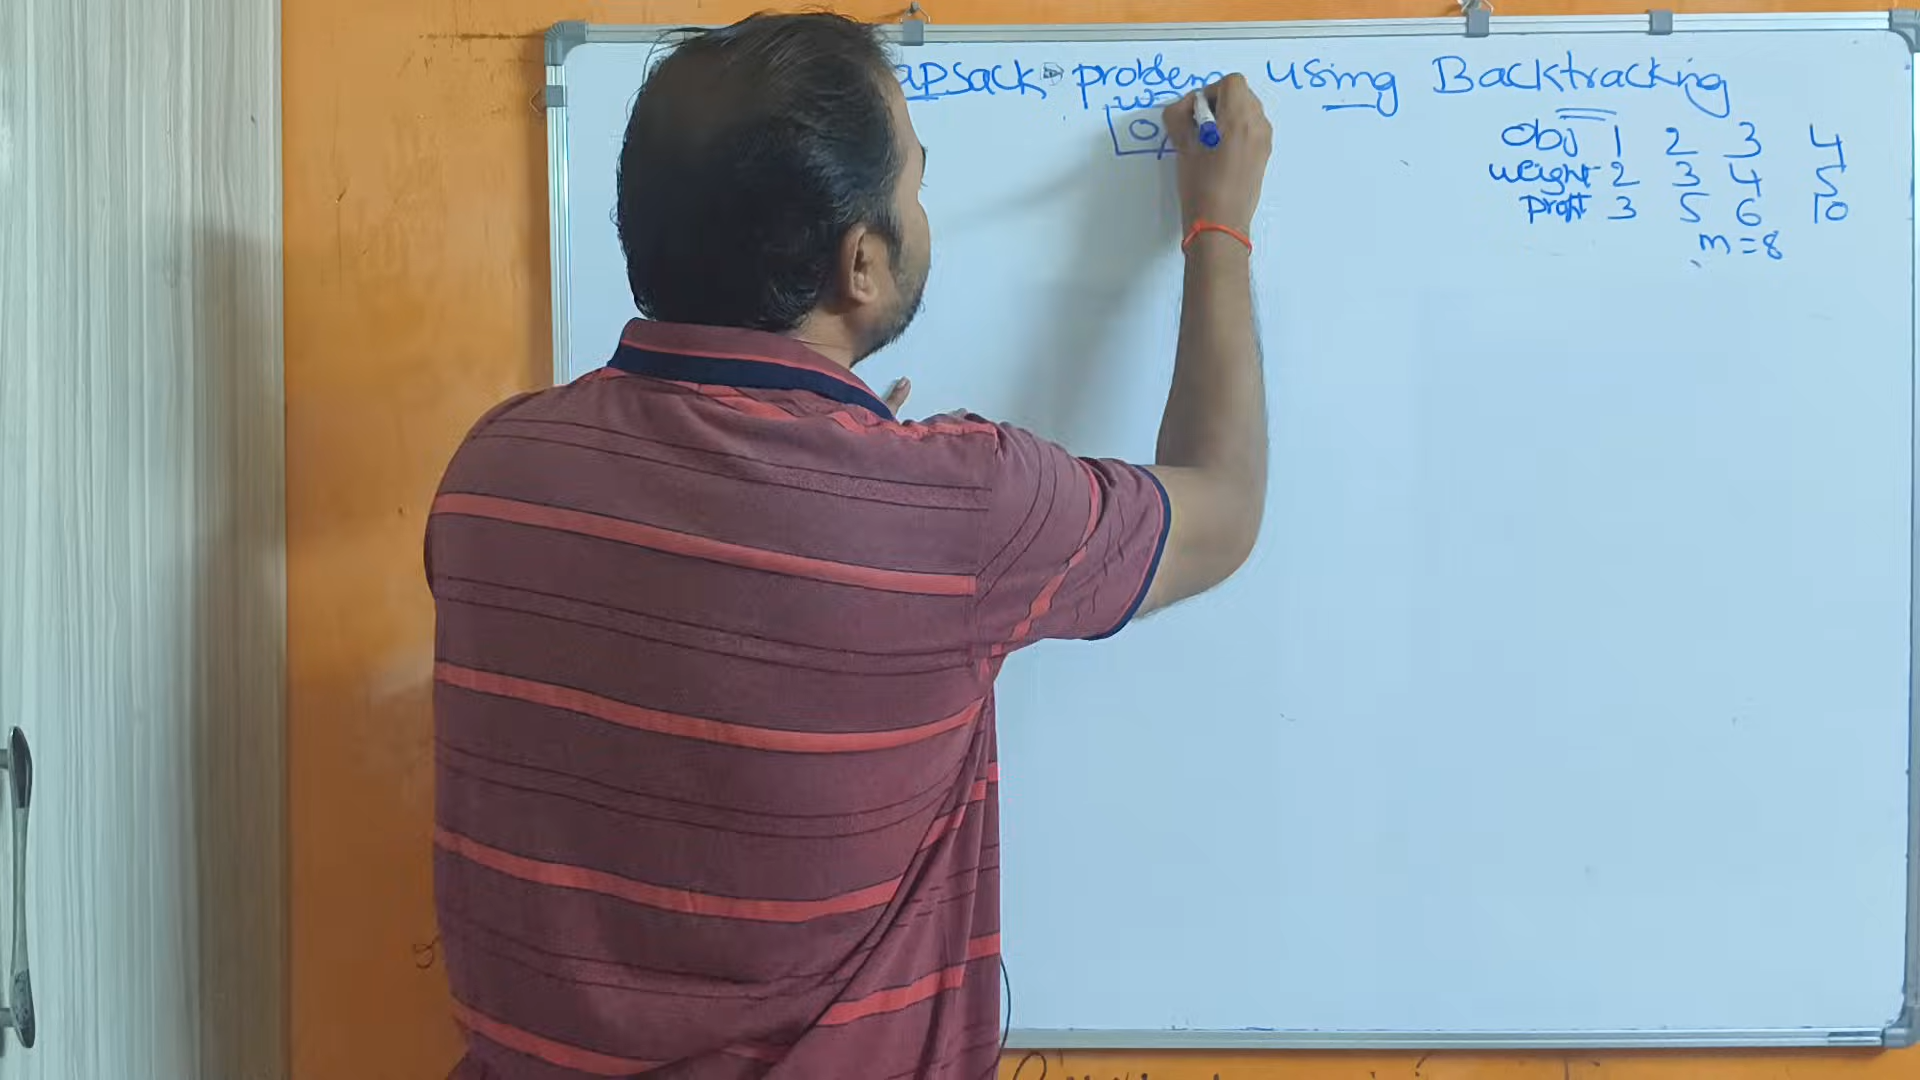 apsack problem using Backtracking
w
0,
Obj 1 2 3 4
weight 2 3 4 5
profit 3 5 6 10
m = 8